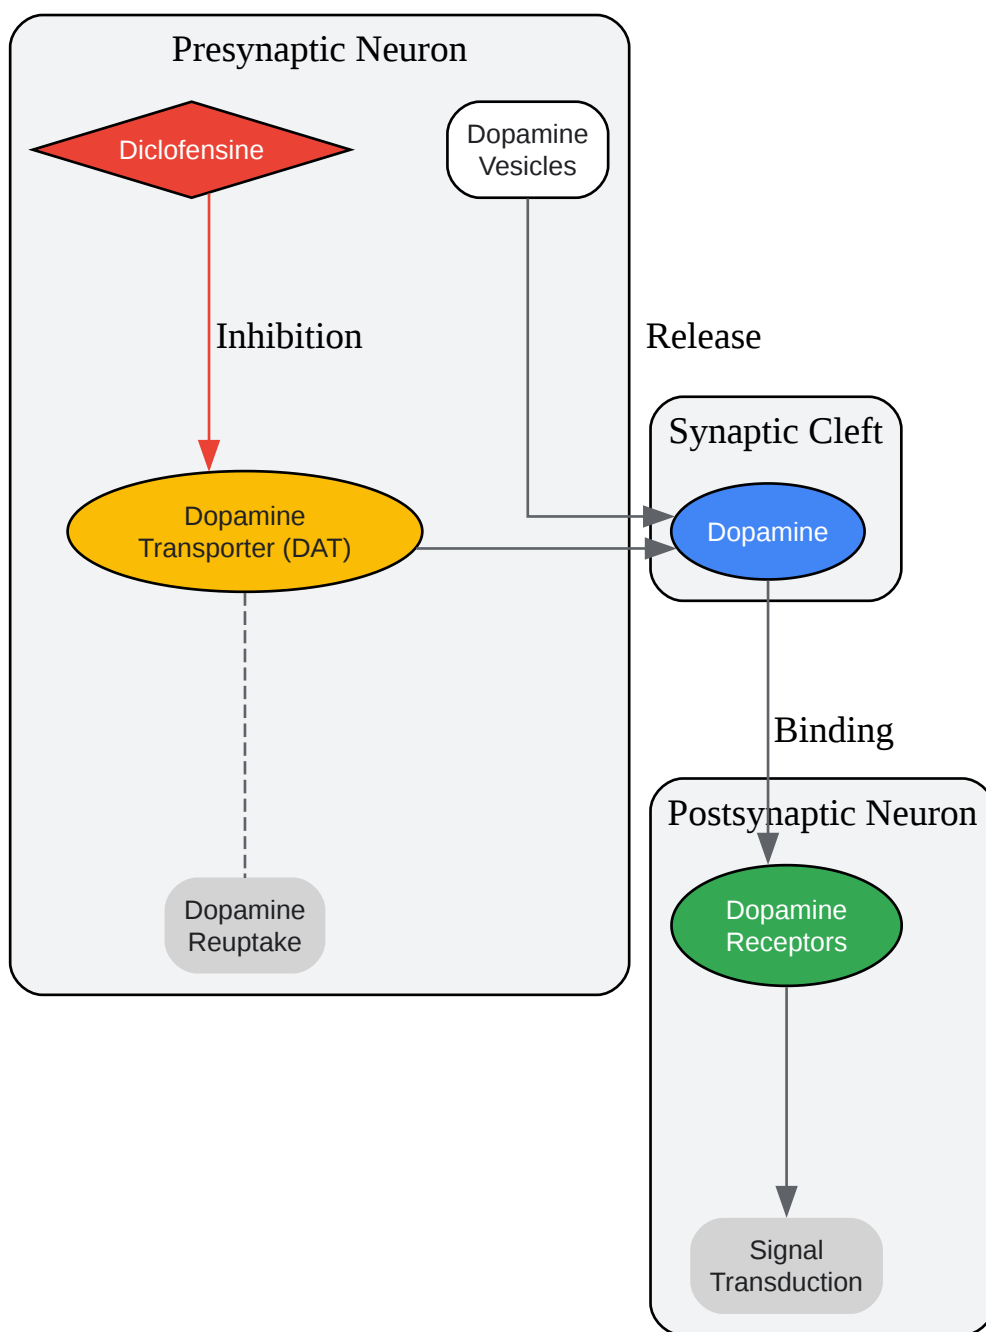 Presynaptic Neuron
Diclofensine
Dopamine
Vesicles
Inhibition
Release
Synaptic Cleft
Dopamine
Transporter (DAT)
Dopamine
Binding
Postsynaptic Neuron
Dopamine
Reuptake
Dopamine
Receptors
Signal
Transduction